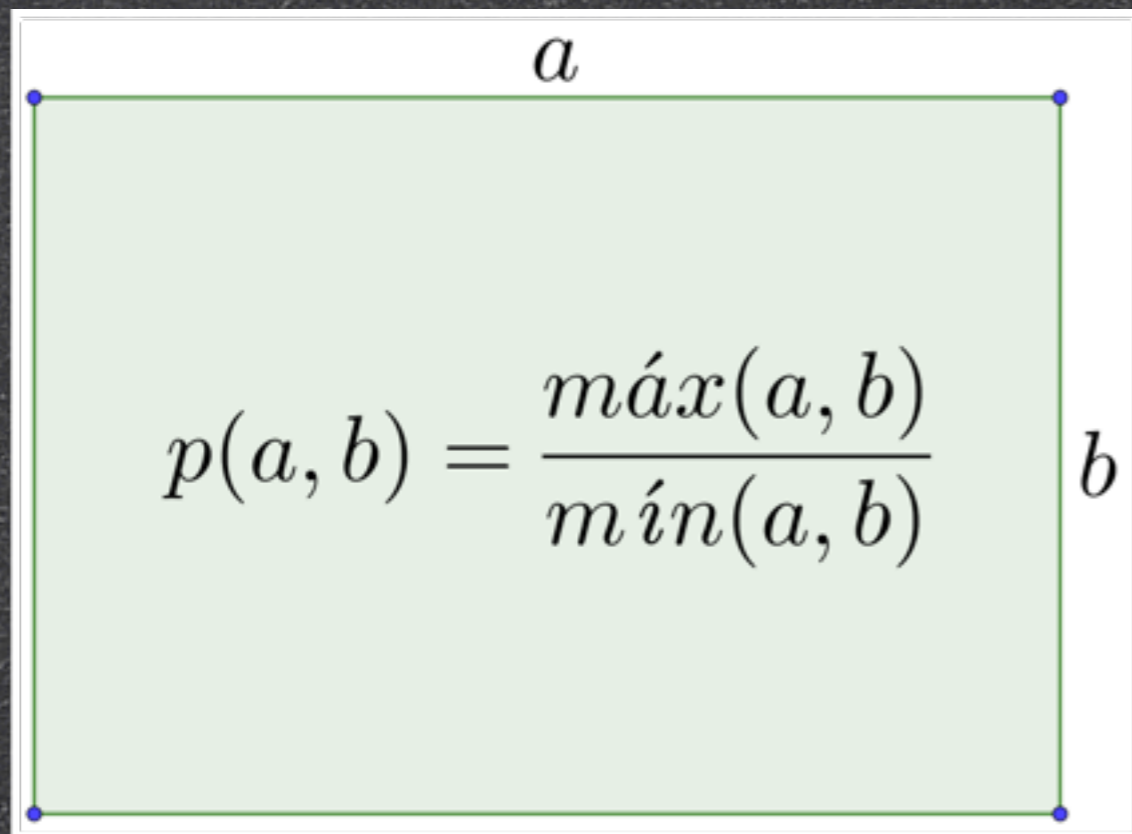 a
p(a, b) = máx(a, b) / mín(a, b)
b